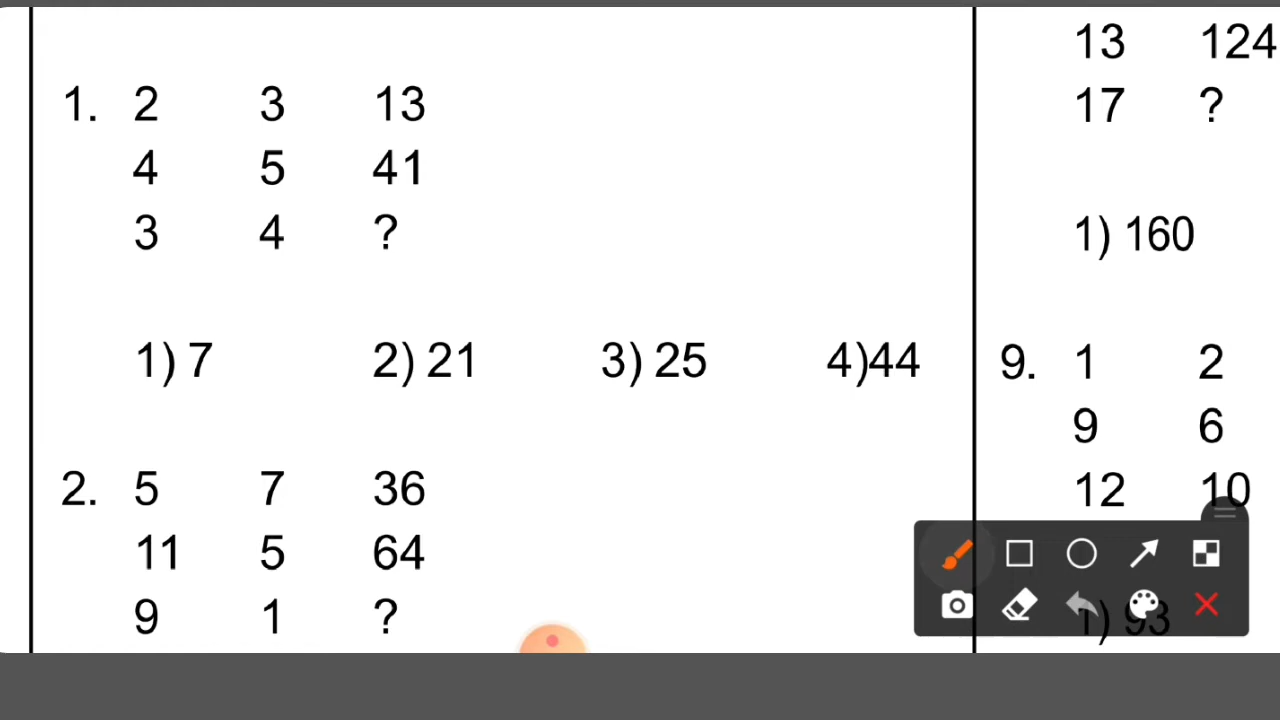 1. 2 3 13
4 5 41
3 4 ?
1) 7 2) 21 3) 25 4)44
2. 5 7 36
11 5 64
9 1 ?
13 124
17 ?
1) 160
9. 1 2
9 6
12 10
1) 93